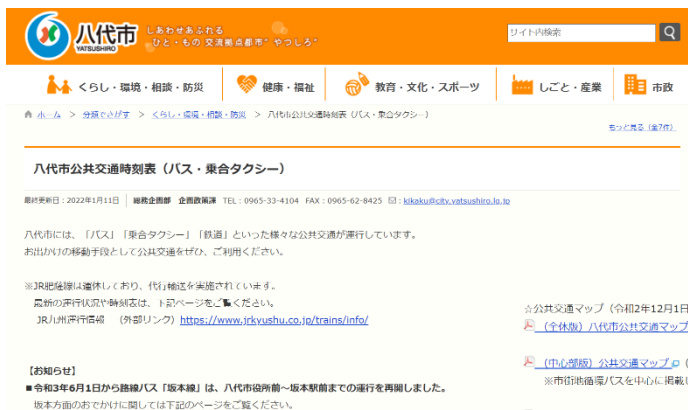 八代市
YATSUSHIRO
しあわせあふれる
ひと・もの 交流拠点都市"やつしろ"
サイト内検索
くらし・環境・相談・防災
健康・福祉
教育・文化・スポーツ
しごと・産業
市政
ホーム > 分類でさがす > くらし・環境・相談・防災 > 八代市公共交通時刻表（バス・乗合タクシー）
もっと見る（全7件）
八代市公共交通時刻表（バス・乗合タクシー）
最終更新日：2022年1月11日 総務企画部 企画政策課 TEL：0965-33-4104 FAX：0965-62-8425 ✉：kikaku@city.yatsushiro.lg.jp
八代市には、「バス」「乗合タクシー」「鉄道」といった様々な公共交通が運行しています。
お出かけの移動手段として公共交通をぜひ、ご利用ください。
※JR肥薩線は運休しており、代行輸送を実施されています。
最新の運行状況や時刻表は、下記ページをご覧ください。
JR九州運行情報 （外部リンク）https://www.jrkyushu.co.jp/trains/info/
☆公共交通マップ（令和2年12月1日
（全体版）八代市公共交通マップ
【お知らせ】
（中心部版）公共交通マップ（
■令和3年6月1日から路線バス「坂本線」は、八代市役所前～坂本駅前までの運行を再開しました。
※市街地循環バスを中心に掲載し
坂本方面のおでかけに関しては下記のページをご覧ください。